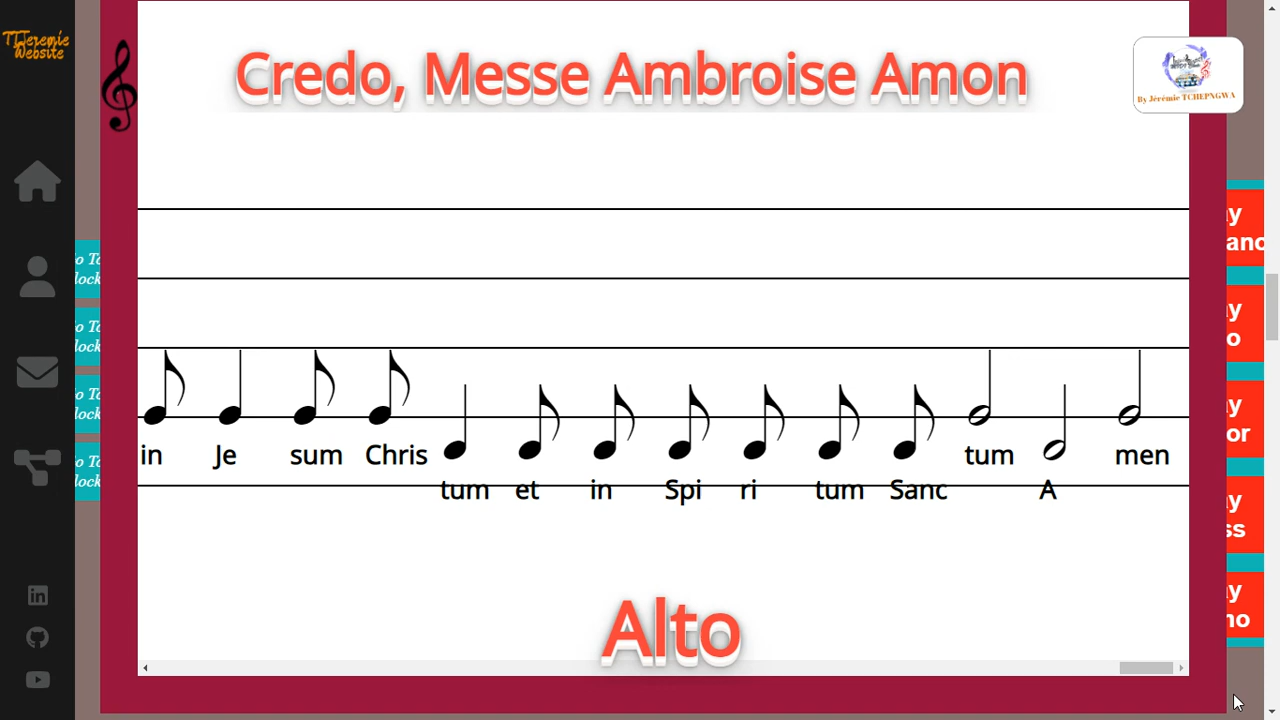 TTJeremie
Website
Credo, Messe Ambroise Amon
By Jérémie TCHEPNGWA
in Je sum Chris tum men
tum et in Spi ri tum Sanc A
Alto